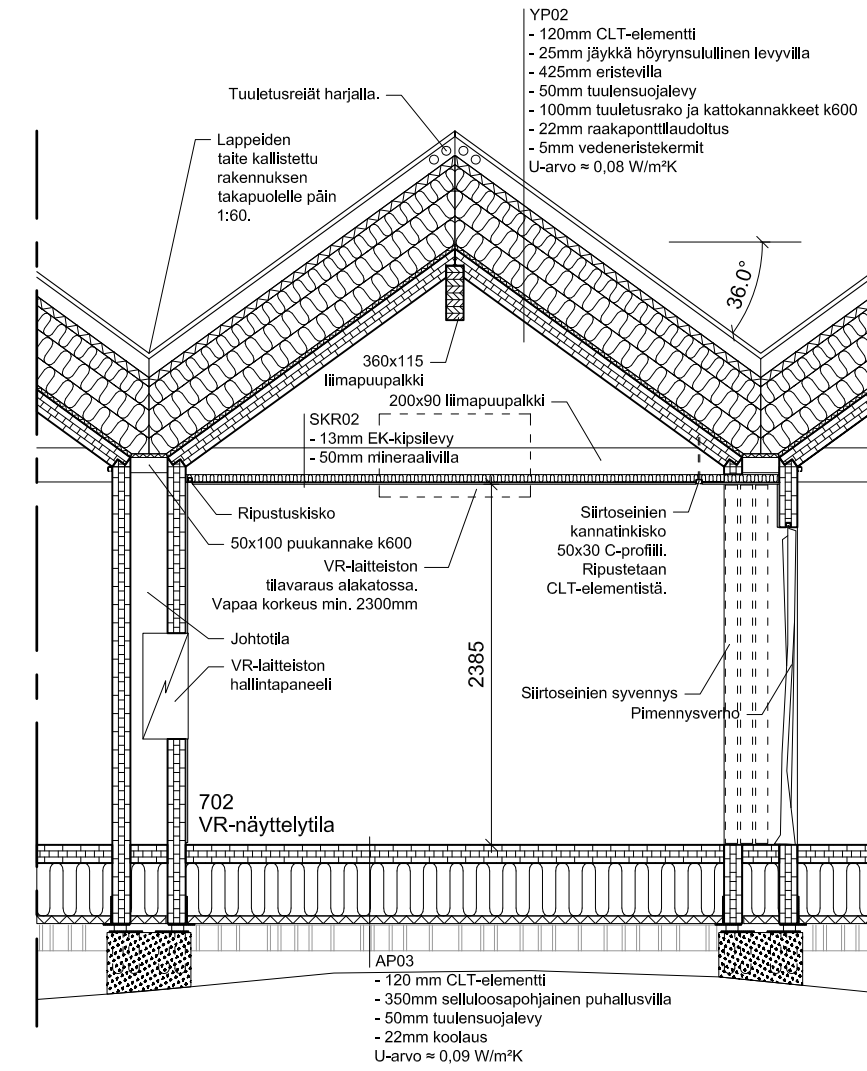 YP02
- 120mm CLT-elementti
- 25mm jäykkä höyrynsulullinen levyvilla
- 425mm eristevilla
- 50mm tuulensuojalevy
- 100mm tuuletusrako ja kattokannakkeet k600
- 22mm raakaponttilaudoitus
- 5mm vedeneristekermit
U-arvo ≈ 0,08 W/m²K
Tuuletusreiät harjalla.
Lappeiden
taite kallistettu
rakennuksen
takapuolelle päin
1:60.
36.0°
360x115
liimapuupalkki
200x90 liimapuupalkki
SKR02
- 13mm EK-kipsilevy
- 50mm mineraalivilla
Ripustuskisko
50x100 puukannake k600
VR-laitteiston
tilavaraus alakatossa.
Vapaa korkeus min. 2300mm
Siirtoseinien
kannatinkisko
50x30 C-profiili.
Ripustetaan
CLT-elementistä.
Johtotila
VR-laitteiston
hallintapaneeli
2385
Siirtoseinien syvennys
Pimennysverho
702
VR-näyttelytila
AP03
- 120 mm CLT-elementti
- 350mm selluloosapohjainen puhallusvilla
- 50mm tuulensuojalevy
- 22mm koolaus
U-arvo ≈ 0,09 W/m²K